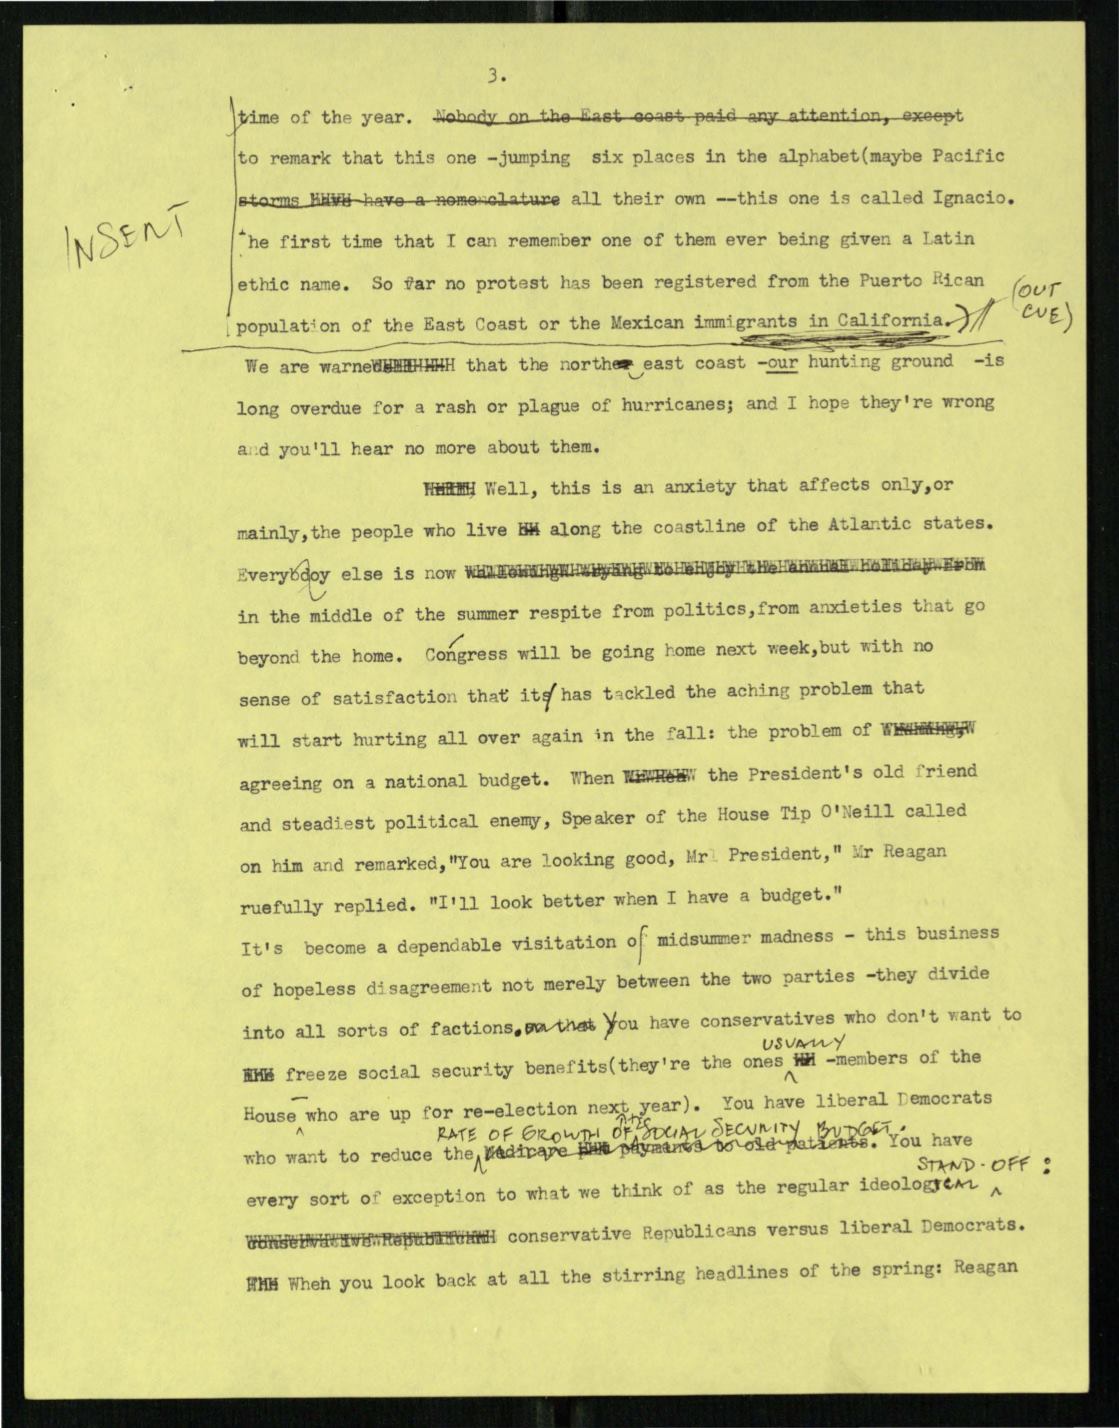 3.
time of the year. Nobody on the East coast paid any attention, except
to remark that this one -jumping six places in the alphabet(maybe Pacific
INSERT
storms have a nomenclature all their own --this one is called Ignacio.
The first time that I can remember one of them ever being given a Latin
ethic name. So far no protest has been registered from the Puerto Rican
(OUT CUE)
population of the East Coast or the Mexican immigrants in California.
We are warned that the north east coast -our hunting ground -is
long overdue for a rash or plague of hurricanes; and I hope they're wrong
and you'll hear no more about them.
Well, this is an anxiety that affects only,or
mainly,the people who live along the coastline of the Atlantic states.
Everybdoy else is now
in the middle of the summer respite from politics,from anxieties that go
beyond the home. Congress will be going home next week,but with no
sense of satisfaction that its has tackled the aching problem that
will start hurting all over again in the fall: the problem of
agreeing on a national budget. When the President's old friend
and steadiest political enemy, Speaker of the House Tip O'Neill called
on him and remarked,"You are looking good, Mr President," Mr Reagan
ruefully replied. "I'll look better when I have a budget."
It's become a dependable visitation of midsummer madness - this business
of hopeless disagreement not merely between the two parties -they divide
into all sorts of factions. on that You have conservatives who don't want to
USUALLY
freeze social security benefits(they're the ones -members of the
House - who are up for re-election next year). You have liberal Democrats
RATE OF GROWTH OF THE SOCIAL SECURITY BUDGET.
who want to reduce the Medicare payments to old patients. You have
STAND-OFF :
every sort of exception to what we think of as the regular ideological
conservative Republicans versus liberal Democrats.
Wheh you look back at all the stirring headlines of the spring: Reagan